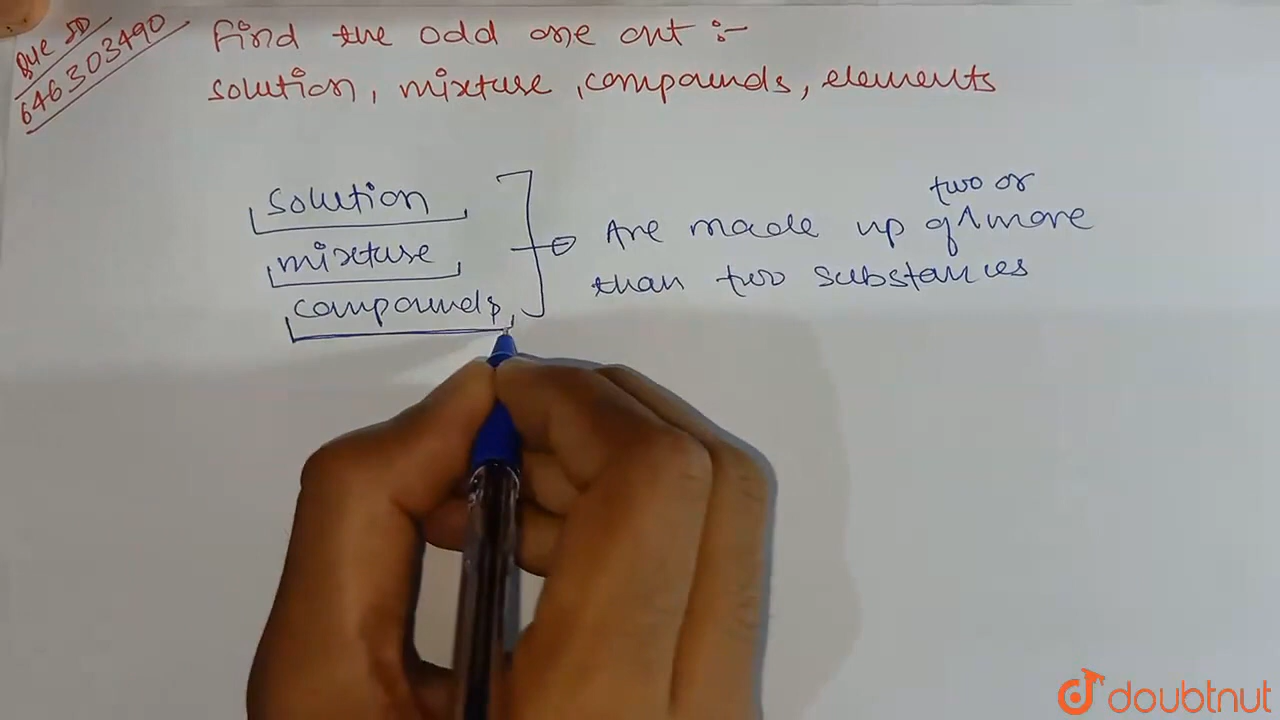 Que ID
646303490
Find the odd one out :-
solution, mixture, compounds, elements
solution
mixture
compounds,
two or
Are made up of ^ more
than two substances
doubtnut